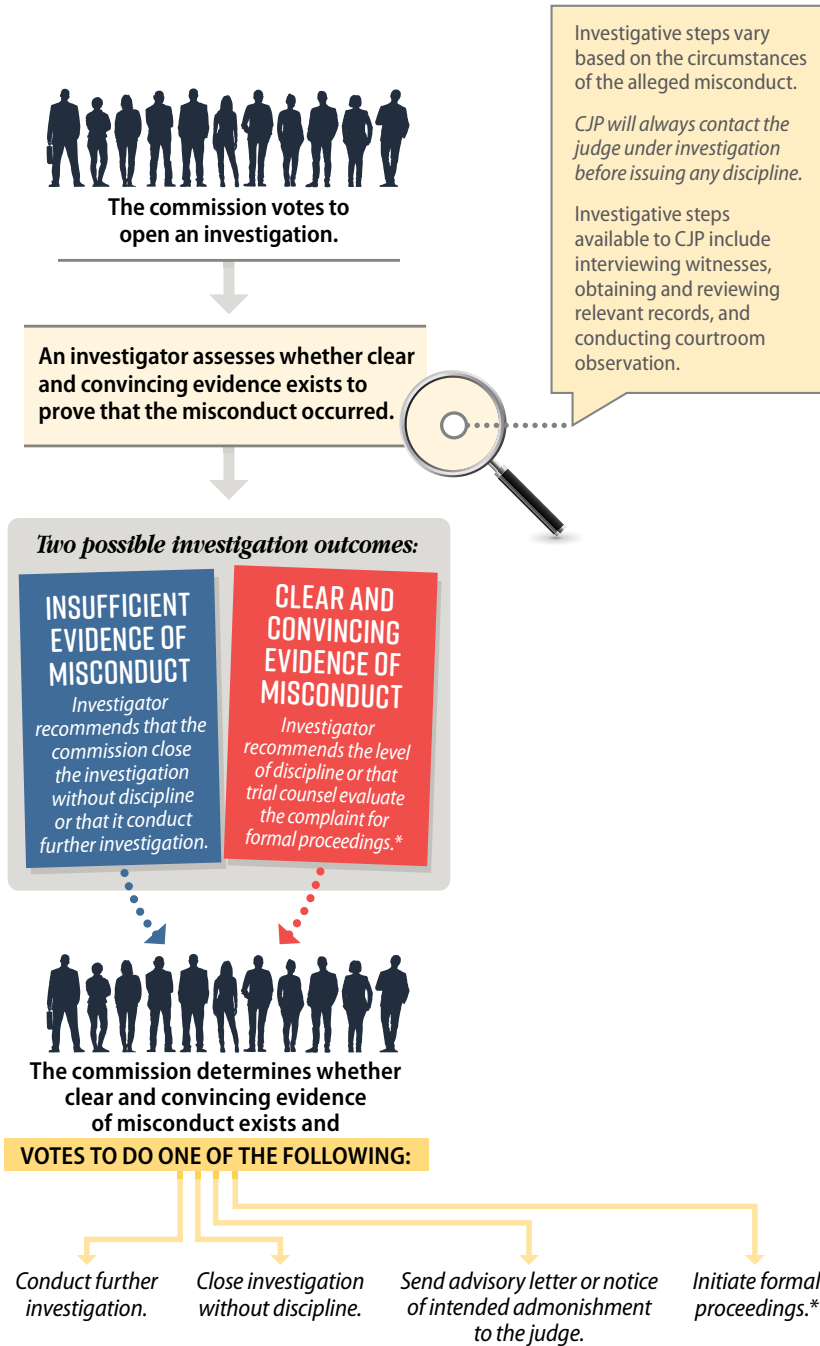 Investigative steps vary
based on the circumstances
of the alleged misconduct.
CJP will always contact the
judge under investigation
before issuing any discipline.
Investigative steps
available to CJP include
interviewing witnesses,
obtaining and reviewing
relevant records, and
conducting courtroom
observation.
The commission votes to
open an investigation.
An investigator assesses whether clear
and convincing evidence exists to
prove that the misconduct occurred.
Two possible investigation outcomes:
INSUFFICIENT
EVIDENCE OF
MISCONDUCT
Investigator
recommends that the
commission close
the investigation
without discipline
or that it conduct
further investigation.
CLEAR AND
CONVINCING
EVIDENCE OF
MISCONDUCT
Investigator
recommends the level
of discipline or that
trial counsel evaluate
the complaint for
formal proceedings.*
The commission determines whether
clear and convincing evidence
of misconduct exists and
VOTES TO DO ONE OF THE FOLLOWING:
Conduct further
investigation.
Close investigation
without discipline.
Send advisory letter or notice
of intended admonishment
to the judge.
Initiate formal
proceedings.*